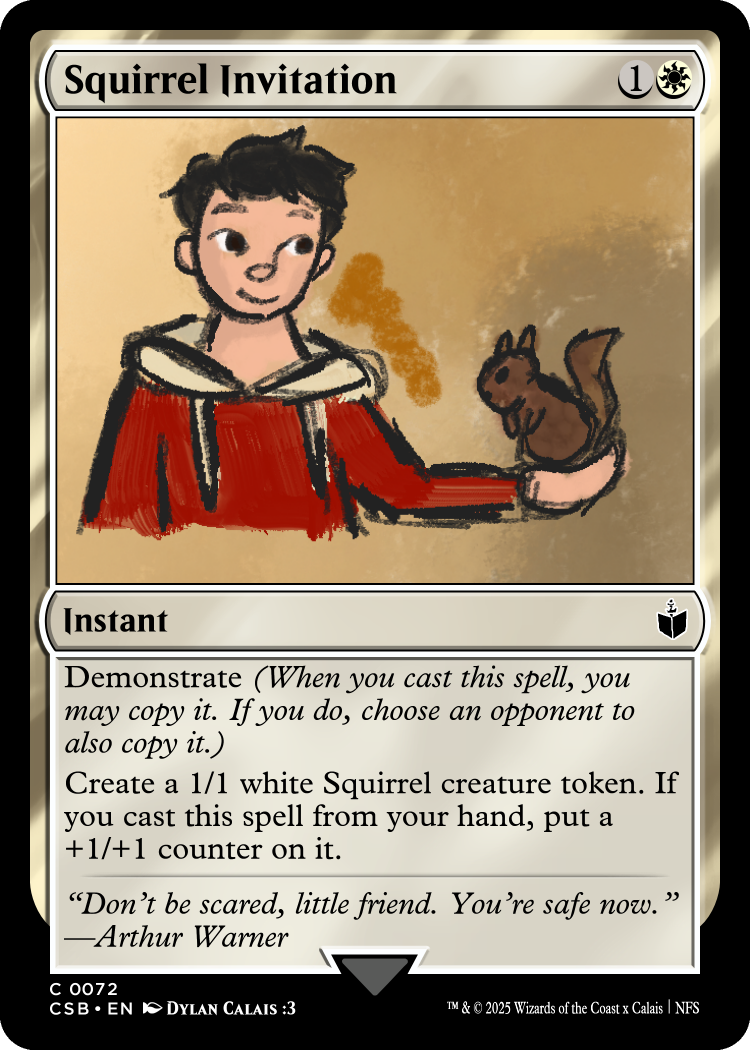 Squirrel Invitation
1
Instant
Demonstrate (When you cast this spell, you
may copy it. If you do, choose an opponent to
also copy it.)
Create a 1/1 white Squirrel creature token. If
you cast this spell from your hand, put a
+1/+1 counter on it.
“Don’t be scared, little friend. You’re safe now.”
—Arthur Warner
C 0072
CSB • EN Dylan Calais :3
™ & © 2025 Wizards of the Coast x Calais | NFS